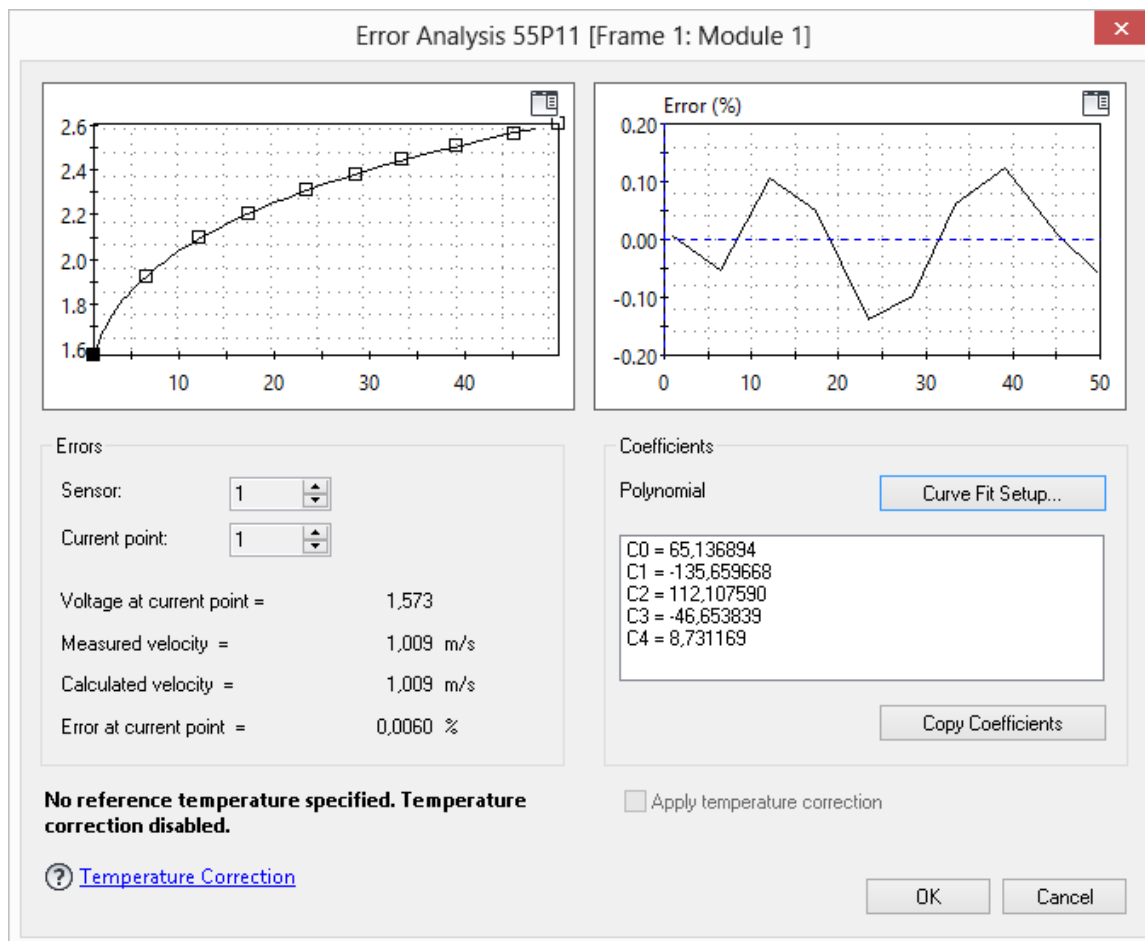 Error Analysis 55P11 [Frame 1: Module 1]
2.6
2.4
2.2
2.0
1.8
1.6
10 20 30 40
Error (%)
0.20
0.10
0.00
-0.10
-0.20
0 10 20 30 40 50
Errors
Sensor: 1
Current point: 1
Voltage at current point = 1,573
Measured velocity = 1,009 m/s
Calculated velocity = 1,009 m/s
Error at current point = 0,0060 %
Coefficients
Polynomial
Curve Fit Setup...
C0 = 65,136894
C1 = -135,659668
C2 = 112,107590
C3 = -46,653839
C4 = 8,731169
Copy Coefficients
No reference temperature specified. Temperature
correction disabled.
Apply temperature correction
? Temperature Correction
OK Cancel